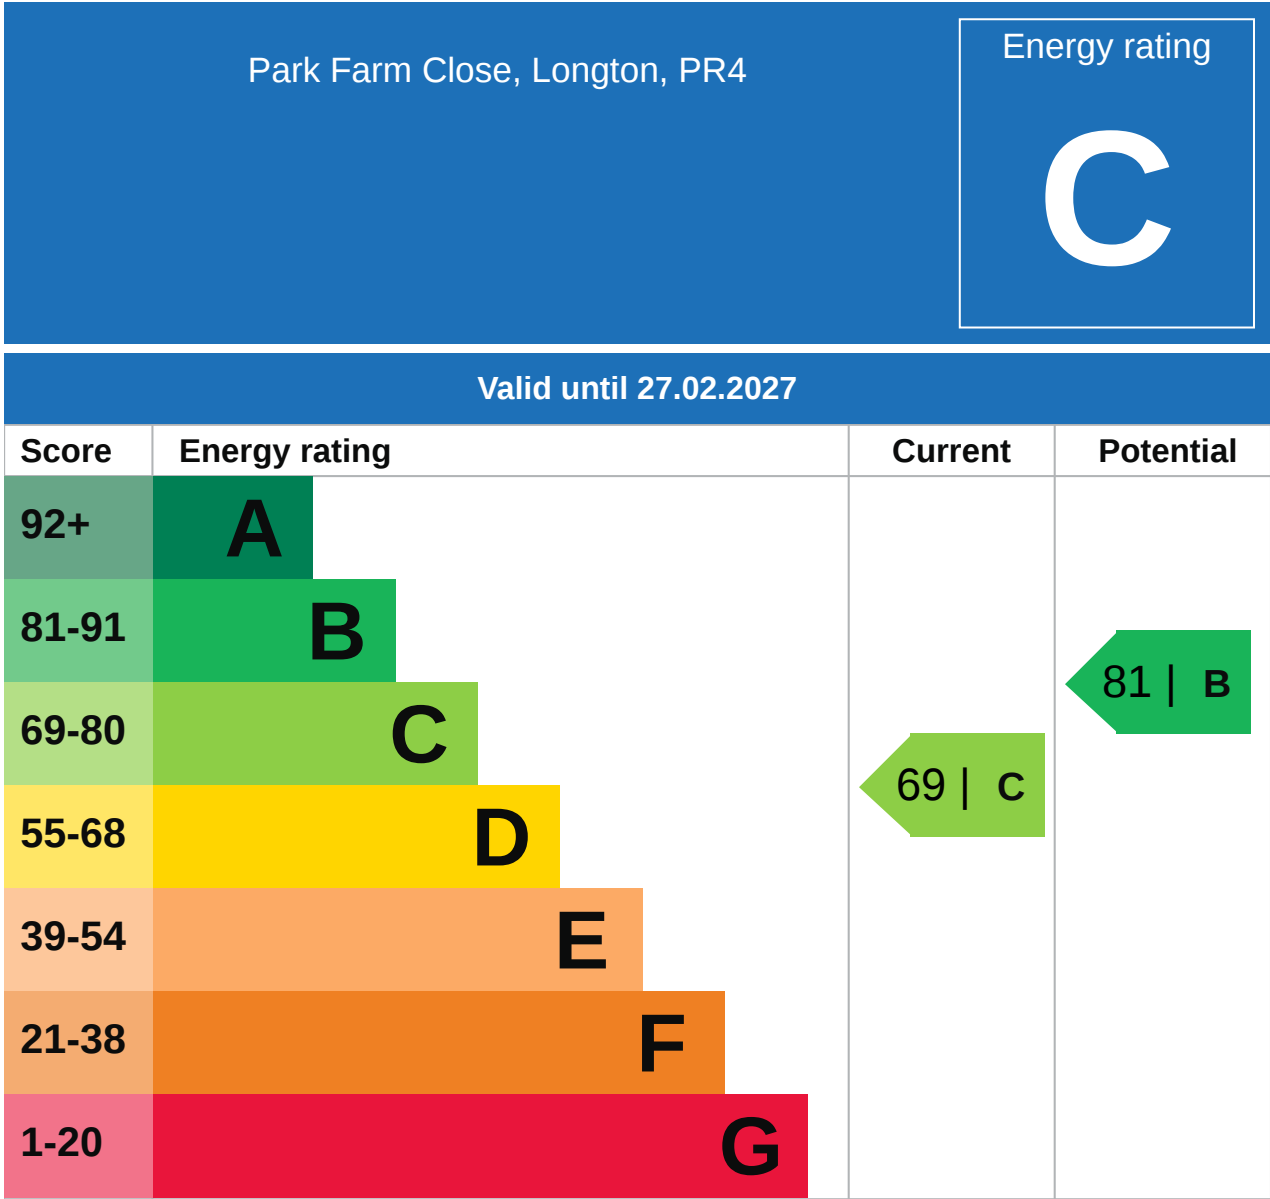 Park Farm Close, Longton, PR4
Energy rating
C
Valid until 27.02.2027
Score Energy rating Current Potential
92+ A
81-91 B
81 | B
69-80 C
69 | C
55-68 D
39-54 E
21-38 F
1-20 G